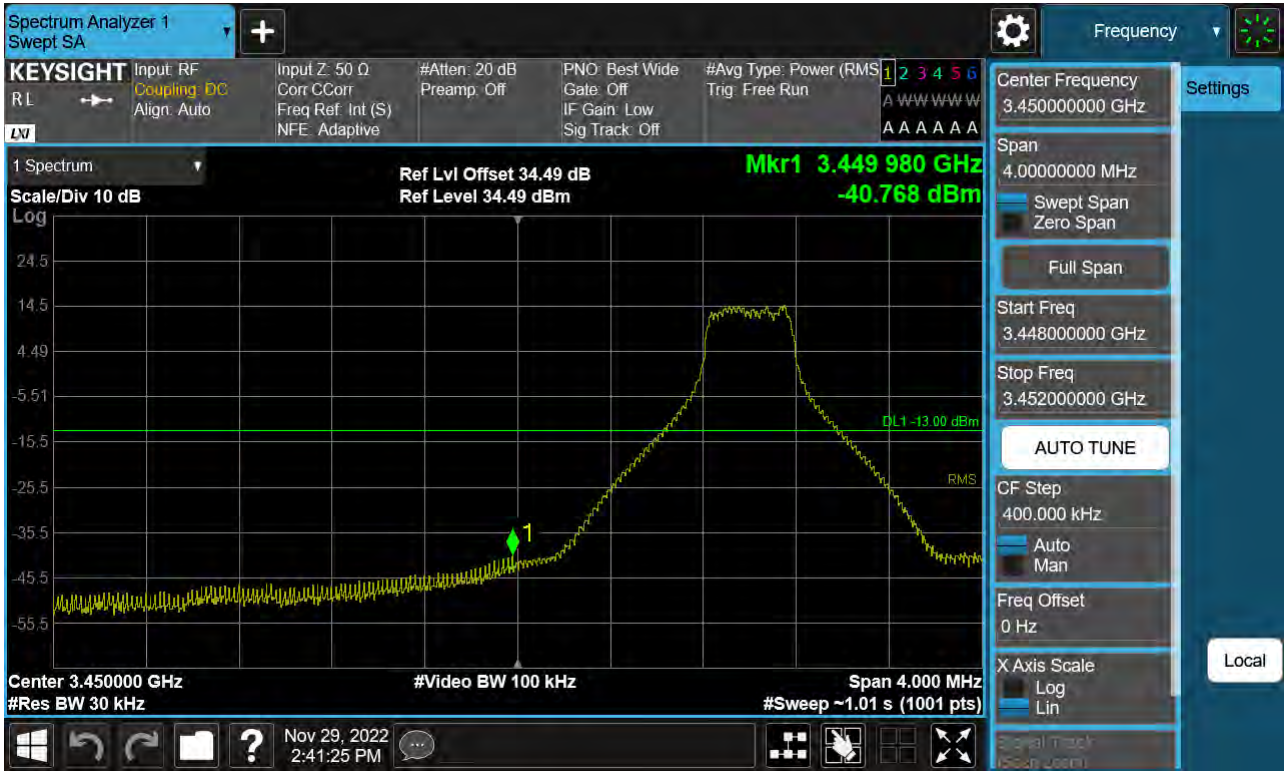 Spectrum Analyzer 1
Swept SA
+
Frequency
KEYSIGHT
RL
LXI
Input: RF
Coupling: DC
Align: Auto
Input Z: 50 Ω
Corr CCorr
Freq Ref: Int (S)
NFE: Adaptive
#Atten: 20 dB
Preamp: Off
PNO: Best Wide
Gate: Off
IF Gain: Low
Sig Track: Off
#Avg Type: Power (RMS
Trig: Free Run
1 2 3 4 5 6
A W W W W W
A A A A A A
1 Spectrum
Scale/Div 10 dB
Log
Ref Lvl Offset 34.49 dB
Ref Level 34.49 dBm
Mkr1 3.449 980 GHz
-40.768 dBm
24.5
14.5
4.49
-5.51
-15.5
-25.5
-35.5
-45.5
-55.5
DL1 -13.00 dBm
RMS
1
Center 3.450000 GHz
#Res BW 30 kHz
#Video BW 100 kHz
Span 4.000 MHz
#Sweep ~1.01 s (1001 pts)
Center Frequency
3.450000000 GHz
Settings
Span
4.00000000 MHz
Swept Span
Zero Span
Full Span
Start Freq
3.448000000 GHz
Stop Freq
3.452000000 GHz
AUTO TUNE
CF Step
400.000 kHz
Auto
Man
Freq Offset
0 Hz
X Axis Scale
Log
Lin
Local
Signal Track
(Span Zoom)
?
Nov 29, 2022
2:41:25 PM